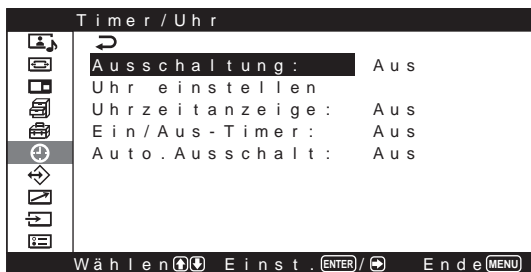 Timer/Uhr
Ausschaltung: Aus
Uhr einstellen
Uhrzeitanzeige: Aus
Ein/Aus-Timer: Aus
Auto.Ausschalt: Aus
Wählen Einst. ENTER/ Ende MENU